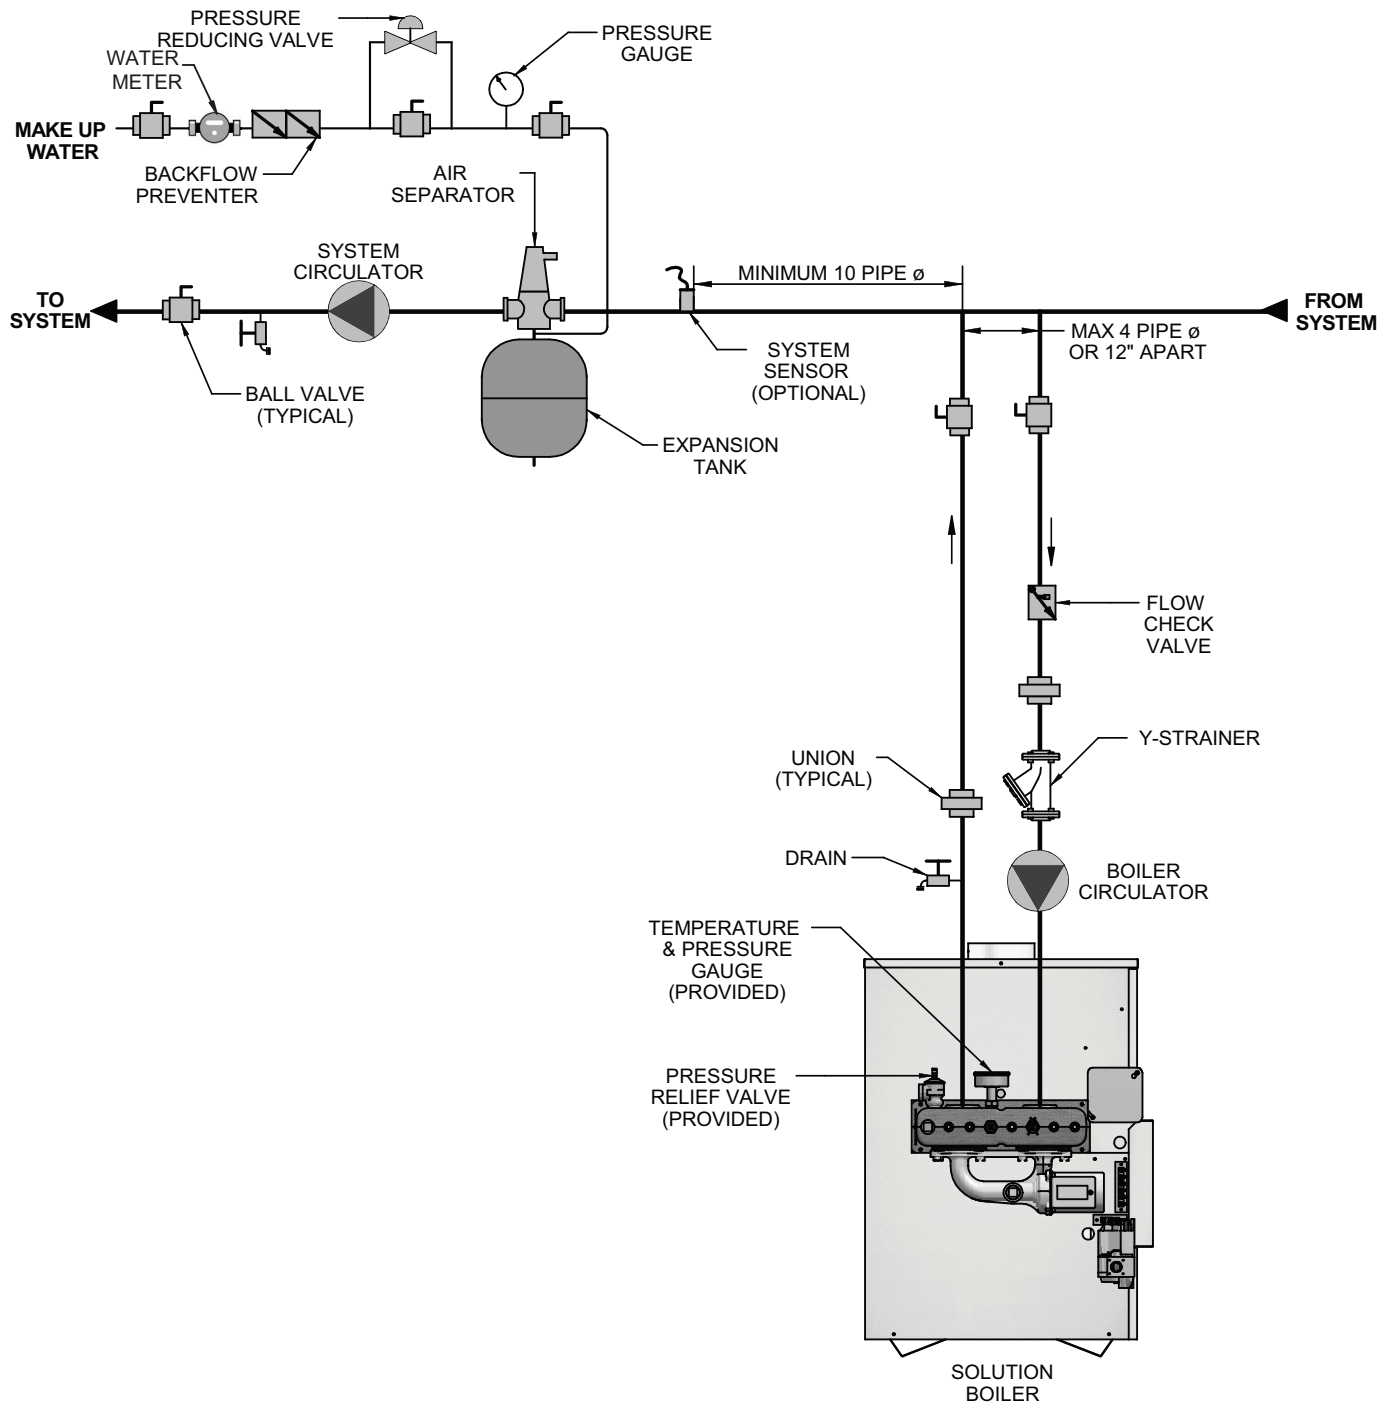 PRESSURE
REDUCING VALVE
PRESSURE
GAUGE
WATER
METER
MAKE UP
WATER
BACKFLOW
PREVENTER
AIR
SEPARATOR
SYSTEM
CIRCULATOR
MINIMUM 10 PIPE ø
TO
SYSTEM
FROM
SYSTEM
MAX 4 PIPE ø
OR 12" APART
SYSTEM
SENSOR
(OPTIONAL)
BALL VALVE
(TYPICAL)
EXPANSION
TANK
FLOW
CHECK
VALVE
Y-STRAINER
UNION
(TYPICAL)
DRAIN
BOILER
CIRCULATOR
TEMPERATURE
& PRESSURE
GAUGE
(PROVIDED)
PRESSURE
RELIEF VALVE
(PROVIDED)
SOLUTION
BOILER